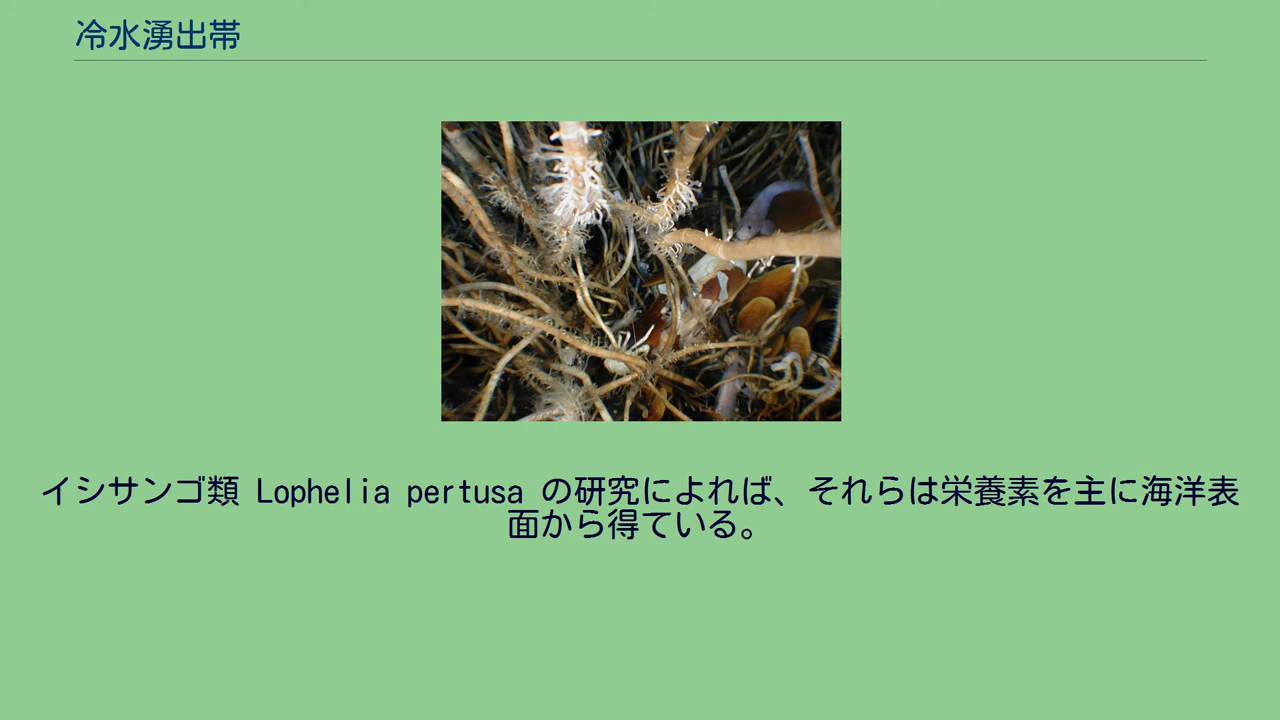 冷水湧出帯
イシサンゴ類 Lophelia pertusa の研究によれば、それらは栄養素を主に海洋表
面から得ている。